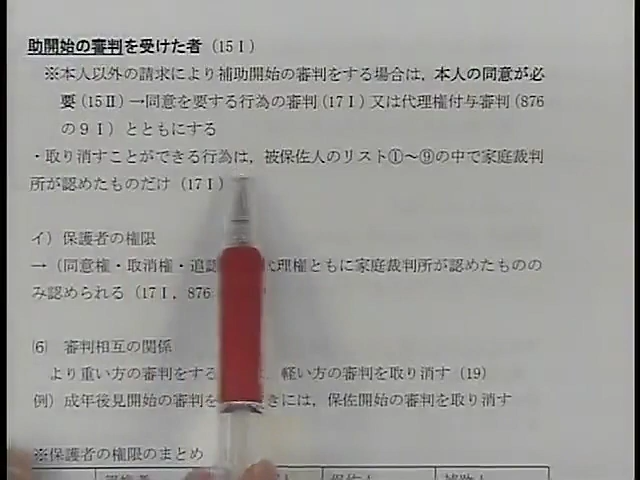 助開始の審判を受けた者（15Ⅰ）
※本人以外の請求により補助開始の審判をする場合は，本人の同意が必
要（15Ⅱ）→同意を要する行為の審判（17Ⅰ）又は代理権付与審判（876
の９Ⅰ）とともにする
・取り消すことができる行為は，被保佐人のリスト①～⑨の中で家庭裁判
所が認めたものだけ（17Ⅰ）
イ）保護者の権限
→（同意権・取消権・追認 代理権ともに家庭裁判所が認めたものの
み認められる（17Ⅰ，876
⑹　審判相互の関係
より重い方の審判をする 軽い方の審判を取り消す（19）
例）成年後見開始の審判を きには，保佐開始の審判を取り消す
※保護者の権限のまとめ